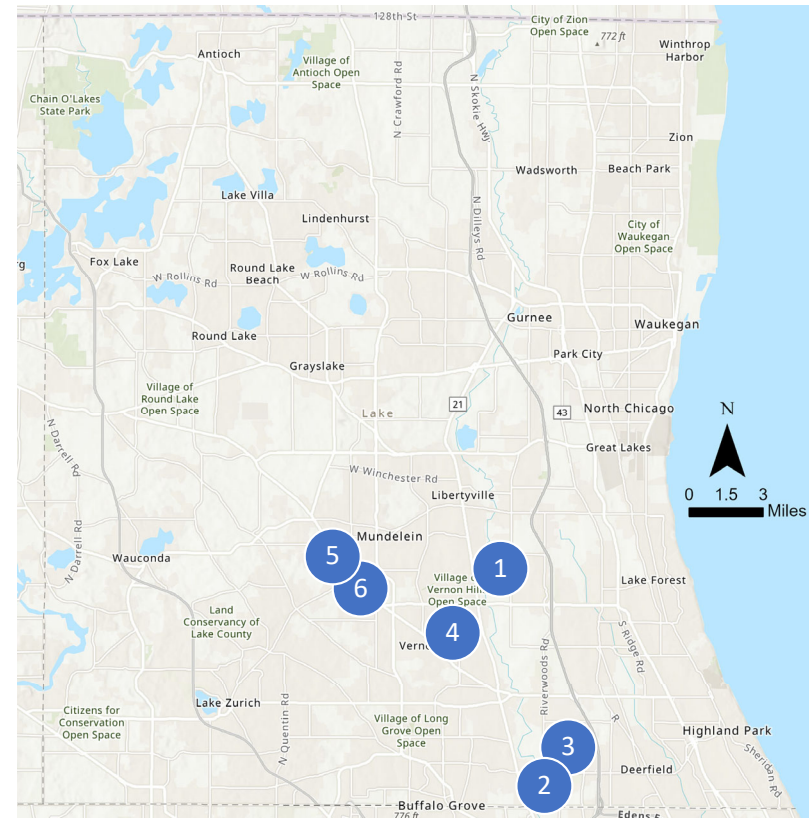 128th St
City of Zion
Open Space
772 ft
Winthrop
Harbor
Antioch
Village of
Antioch Open
Space
N Crawford Rd
N Skokie Hwy
Chain O'Lakes
State Park
Zion
Wadsworth
Beach Park
Lake Villa
Lindenhurst
N Dilleys Rd
City of
Waukegan
Open Space
rg
Fox Lake
W Rollins Rd
Round Lake
Beach
W Rollins Rd
Gurnee
Waukegan
Round Lake
Park City
Grayslake
Village of
Round Lake
Open Space
Lake
21
43
North Chicago
N
N Darrell Rd
Great Lakes
W Winchester Rd
Libertyville
0 1.5 3
Miles
N Darrell Rd
Mundelein
Wauconda
5
1
6
Village
Vernon Hil
Open Space
Lake Forest
Land
Conservancy of
Lake County
4
Verno
S Ridge Rd
Riverwoods Rd
Lake Zurich
N Quentin Rd
Citizens for
Conservation
Open Space
Village of Long
Grove Open
Space
R
Highland Park
3
Sheridan Rd
Deerfield
2
Buffalo Grove
776 ft
Edens E